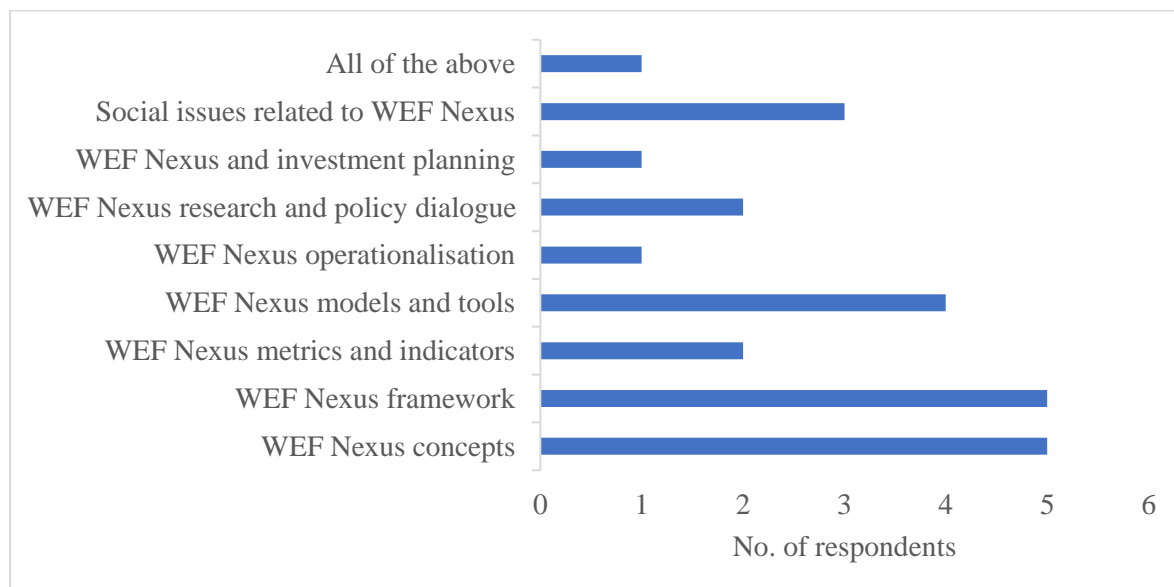 All of the above
Social issues related to WEF Nexus
WEF Nexus and investment planning
WEF Nexus research and policy dialogue
WEF Nexus operationalisation
WEF Nexus models and tools
WEF Nexus metrics and indicators
WEF Nexus framework
WEF Nexus concepts
0 1 2 3 4 5 6
No. of respondents